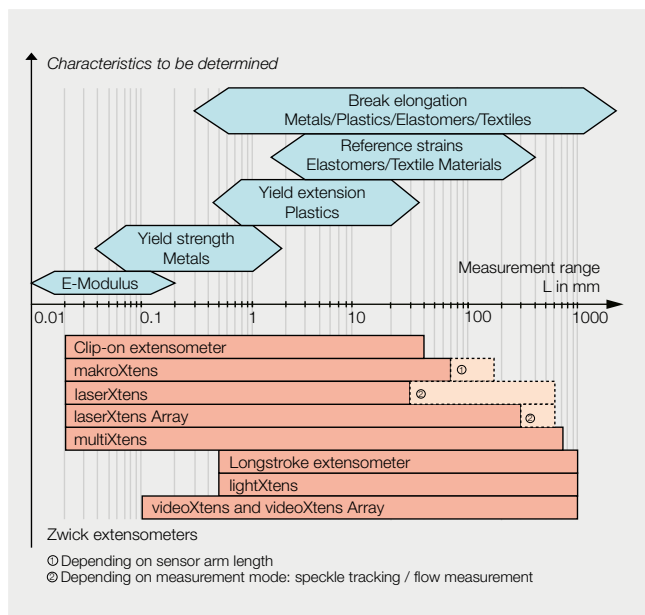 Characteristics to be determined
Break elongation
Metals/Plastics/Elastomers/Textiles
Reference strains
Elastomers/Textile Materials
Yield extension
Plastics
Yield strength
Metals
E-Modulus
Measurement range
L in mm
0.01 0.1 1 10 100 1000
Clip-on extensometer
makroXtens ①
laserXtens ②
laserXtens Array ②
multiXtens
Longstroke extensometer
lightXtens
videoXtens and videoXtens Array
Zwick extensometers
① Depending on sensor arm length
② Depending on measurement mode: speckle tracking / flow measurement